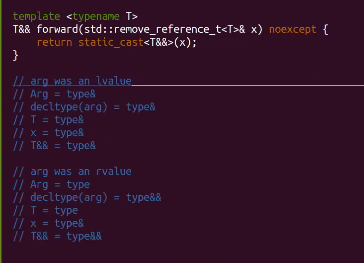 template <typename T>
T&& forward(std::remove_reference_t<T>& x) noexcept {
return static_cast<T&&>(x);
}
// arg was an lvalue
// Arg = type&
// decltype(arg) = type&
// T = type&
// x = type&
// T&& = type&
// arg was an rvalue
// Arg = type
// decltype(arg) = type&&
// T = type
// x = type&
// T&& = type&&